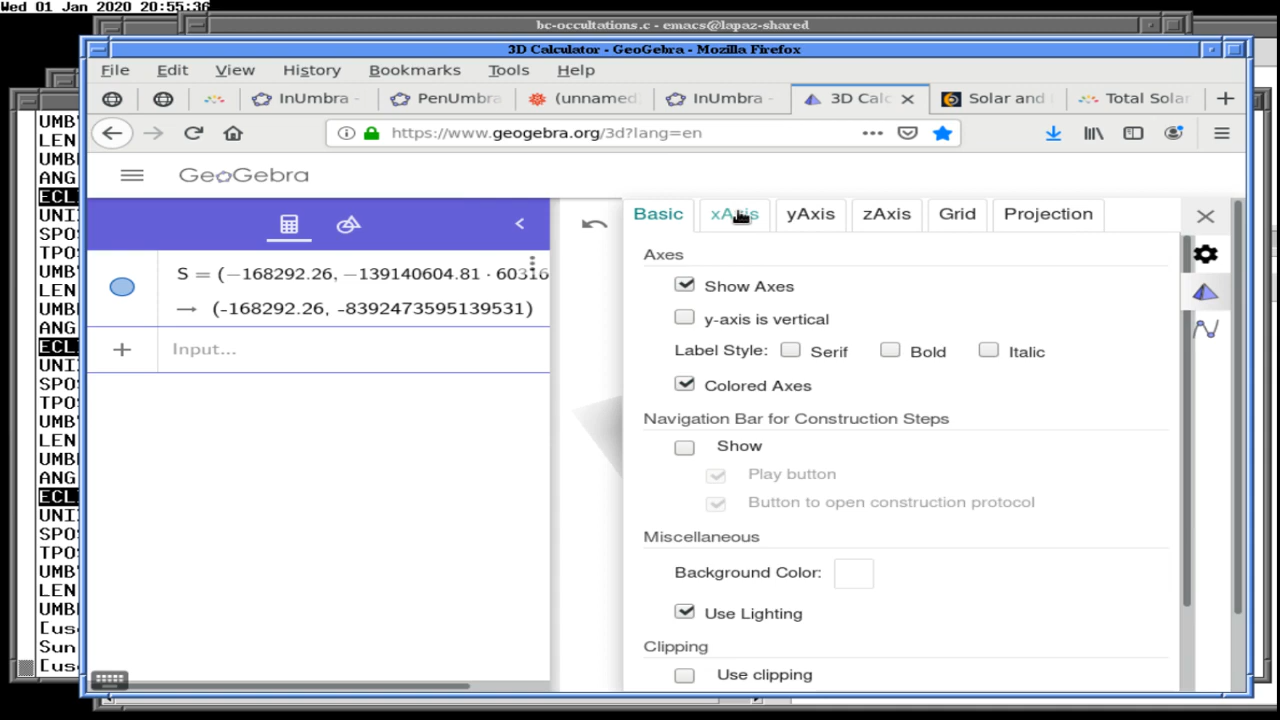 Wed 01 Jan 2020 20:55:36
bc-occultations.c - emacs@lapaz-shared
3D Calculator - GeoGebra - Mozilla Firefox
File Edit View History Bookmarks Tools Help
InUmbra - PenUmbra (unnamed InUmbra - 3D Calc Solar and Total Solar
https://www.geogebra.org/3d?lang=en
GeoGebra
Basic xAxis yAxis zAxis Grid Projection
Axes
Show Axes
y-axis is vertical
Label Style: Serif Bold Italic
Colored Axes
Navigation Bar for Construction Steps
Show
Play button
Button to open construction protocol
Miscellaneous
Background Color:
Use Lighting
Clipping
Use clipping
S = (−168292.26, −139140604.81 · 60316
→ (-168292.26, -8392473595139531)
Input...
UMB
LEN
UMB
ANG
ECL
UNI
SPO
TPO
UMB
LEN
UMB
ANG
ECL
UNI
SPO
TPO
UMB
LEN
UMB
ANG
ECL
UNI
SPO
TPO
UMB
LEN
UMB
[us
Sun
[us